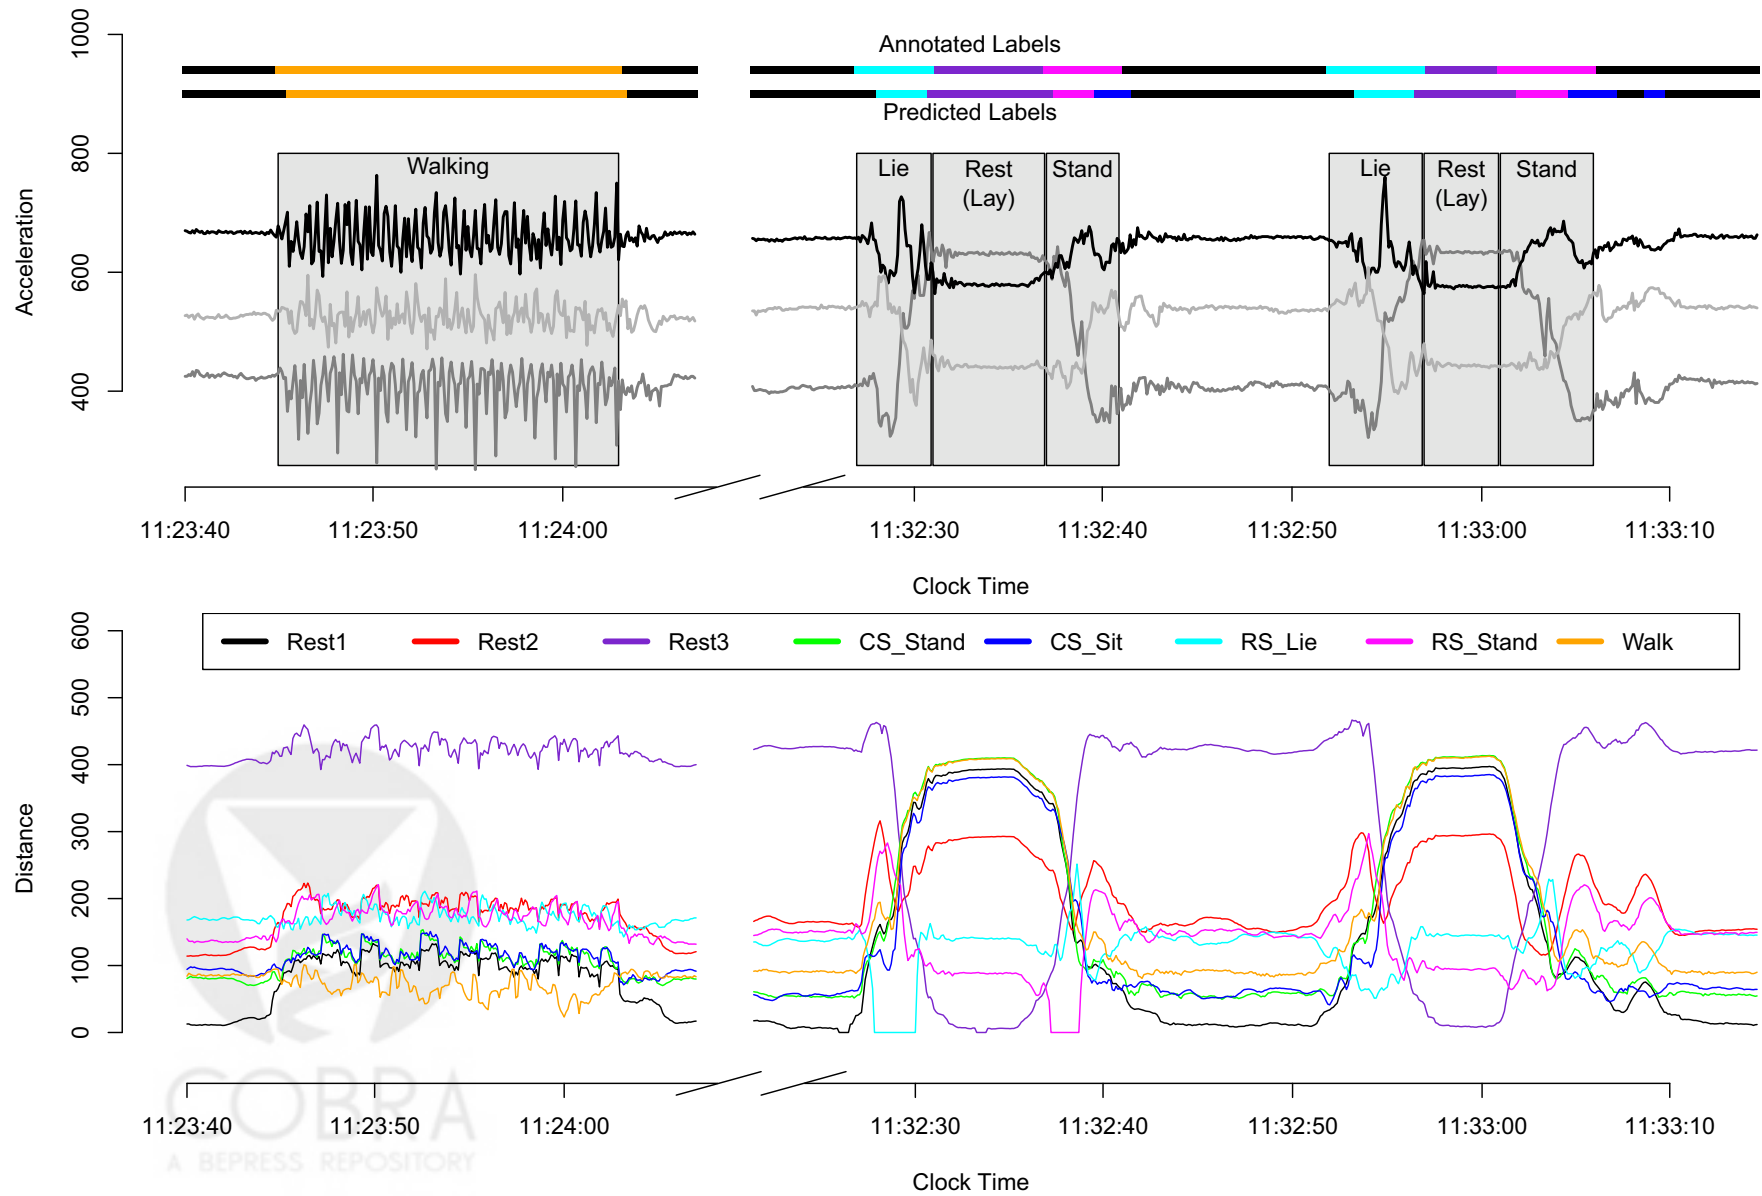 1000
800
600
400
Acceleration
Annotated Labels
Predicted Labels
Walking
Lie
Rest
(Lay)
Stand
Lie
Rest
(Lay)
Stand
11:23:40 11:23:50 11:24:00 11:32:30 11:32:40 11:32:50 11:33:00 11:33:10
Clock Time
600
500
400
300
200
100
0
Distance
Rest1 Rest2 Rest3 CS_Stand CS_Sit RS_Lie RS_Stand Walk
COBRA
A BEPRESS REPOSITORY
11:23:40 11:23:50 11:24:00 11:32:30 11:32:40 11:32:50 11:33:00 11:33:10
Clock Time